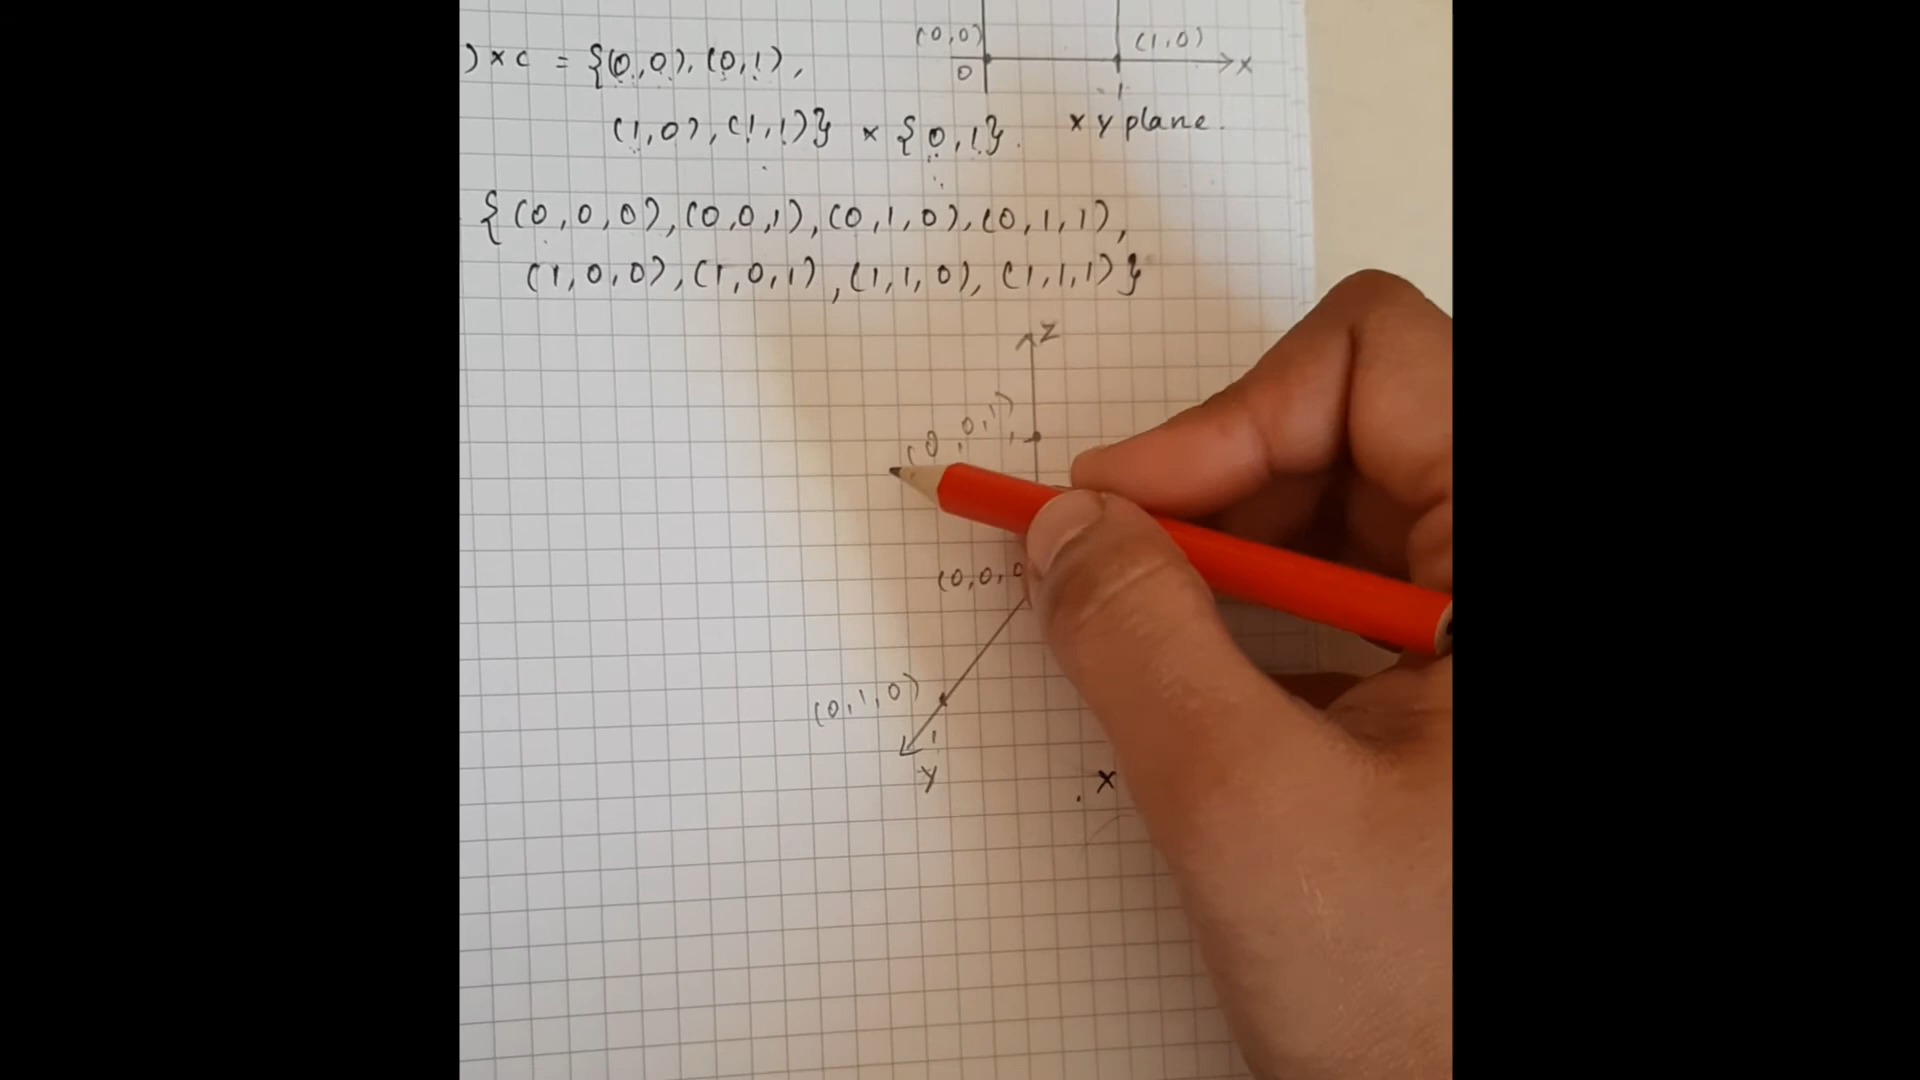 (0,0)
(1,0)
) × C = {(0,0), (0,1),
0
x
1
(1,0), (1,1)} × {0,1}.
xy plane.
{(0,0,0), (0,0,1), (0,1,0), (0,1,1),
(1,0,0), (1,0,1), (1,1,0), (1,1,1)}
z
(0,0,1)
1
(0,0,0
(0,1,0)
1
y
x